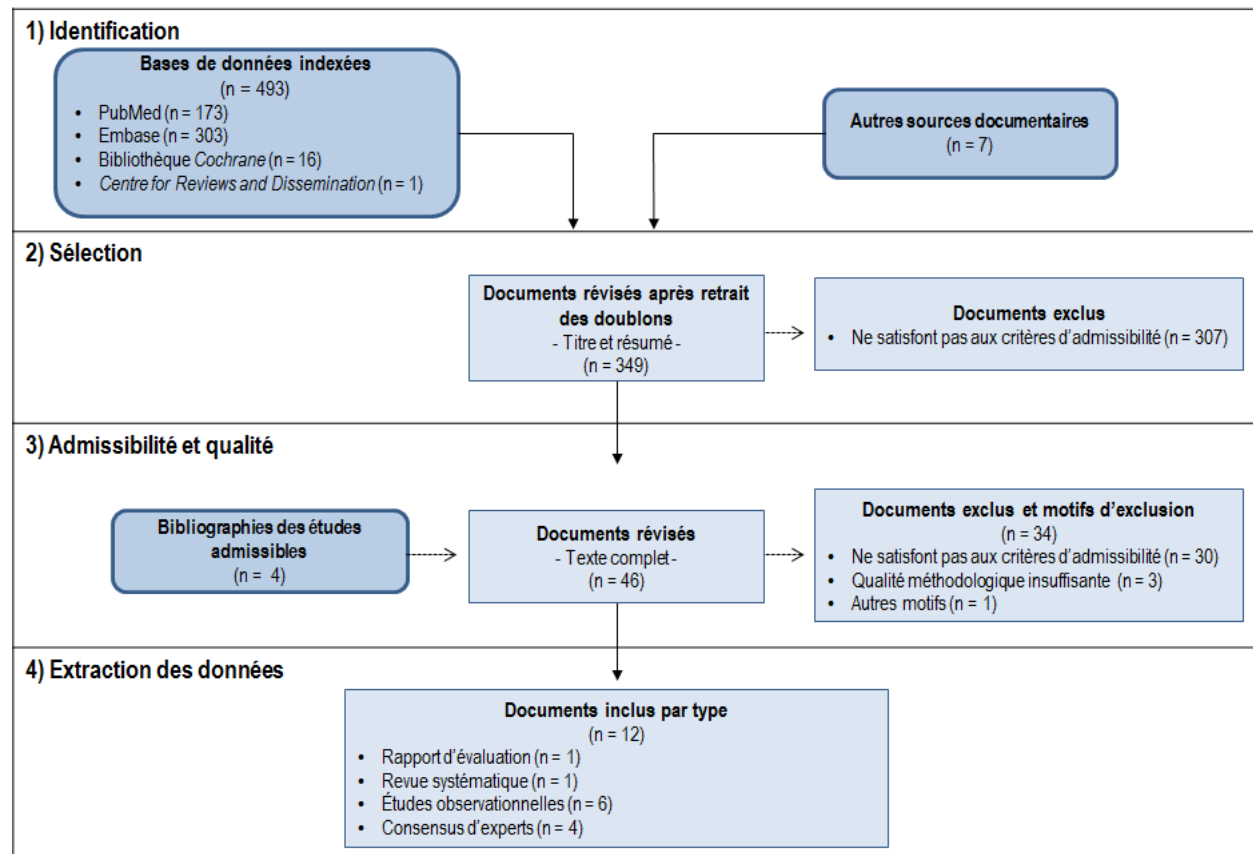 1) Identification
Bases de données indexées
(n = 493)
• PubMed (n = 173)
• Embase (n = 303)
• Bibliothèque Cochrane (n = 16)
• Centre for Reviews and Dissemination (n = 1)
Autres sources documentaires
(n = 7)
2) Sélection
Documents révisés après retrait
des doublons
- Titre et résumé -
(n = 349)
Documents exclus
• Ne satisfont pas aux critères d'admissibilité (n = 307)
3) Admissibilité et qualité
Bibliographies des études
admissibles
(n = 4)
Documents révisés
- Texte complet -
(n = 46)
Documents exclus et motifs d'exclusion
(n = 34)
• Ne satisfont pas aux critères d'admissibilité (n = 30)
• Qualité méthodologique insuffisante (n = 3)
• Autres motifs (n = 1)
4) Extraction des données
Documents inclus par type
(n = 12)
• Rapport d'évaluation (n = 1)
• Revue systématique (n = 1)
• Études observationnelles (n = 6)
• Consensus d'experts (n = 4)